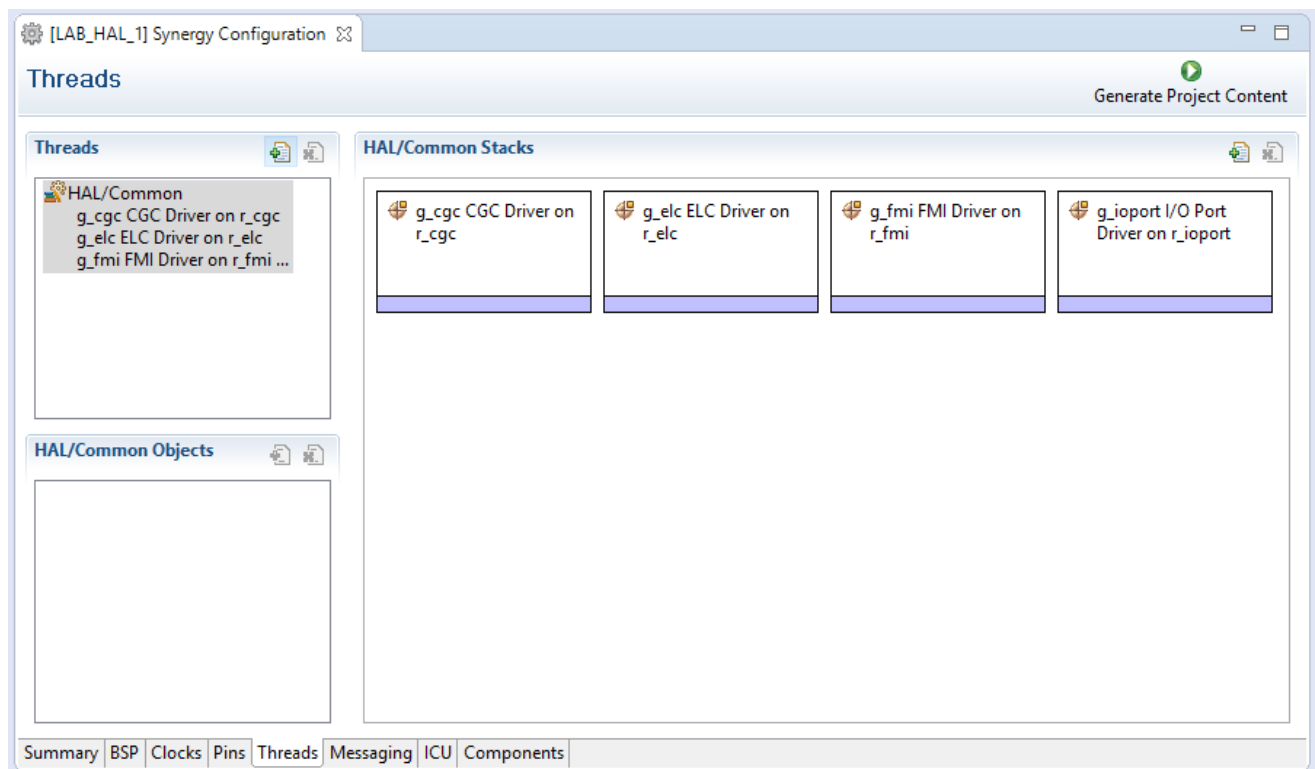 [LAB_HAL_1] Synergy Configuration
Threads
Generate Project Content
Threads
HAL/Common
g_cgc CGC Driver on r_cgc
g_elc ELC Driver on r_elc
g_fmi FMI Driver on r_fmi ...
HAL/Common Objects
HAL/Common Stacks
g_cgc CGC Driver on
r_cgc
g_elc ELC Driver on
r_elc
g_fmi FMI Driver on
r_fmi
g_ioport I/O Port
Driver on r_ioport
Summary BSP Clocks Pins Threads Messaging ICU Components